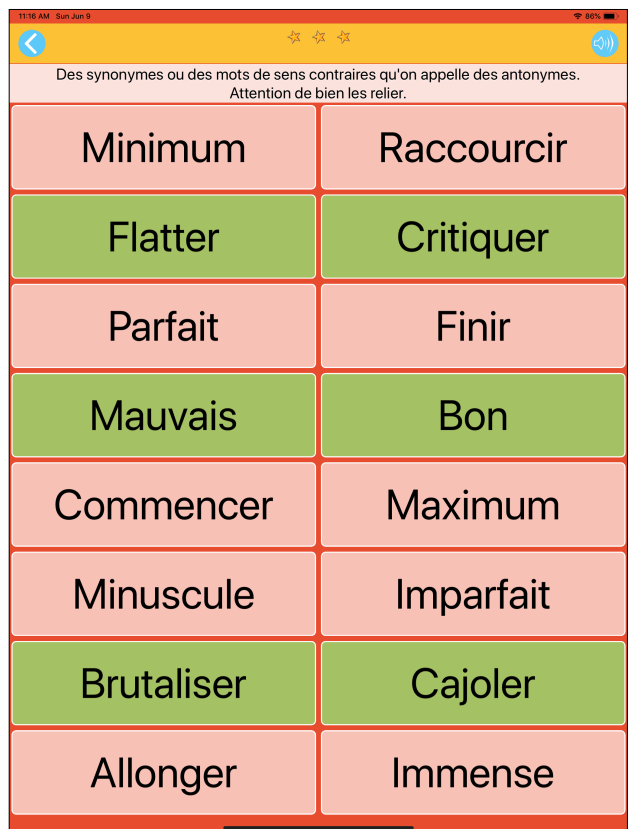 11:16 AM Sun Jun 9
86%
Des synonymes ou des mots de sens contraires qu'on appelle des antonymes.
Attention de bien les relier.
Minimum Raccourcir
Flatter Critiquer
Parfait Finir
Mauvais Bon
Commencer Maximum
Minuscule Imparfait
Brutaliser Cajoler
Allonger Immense